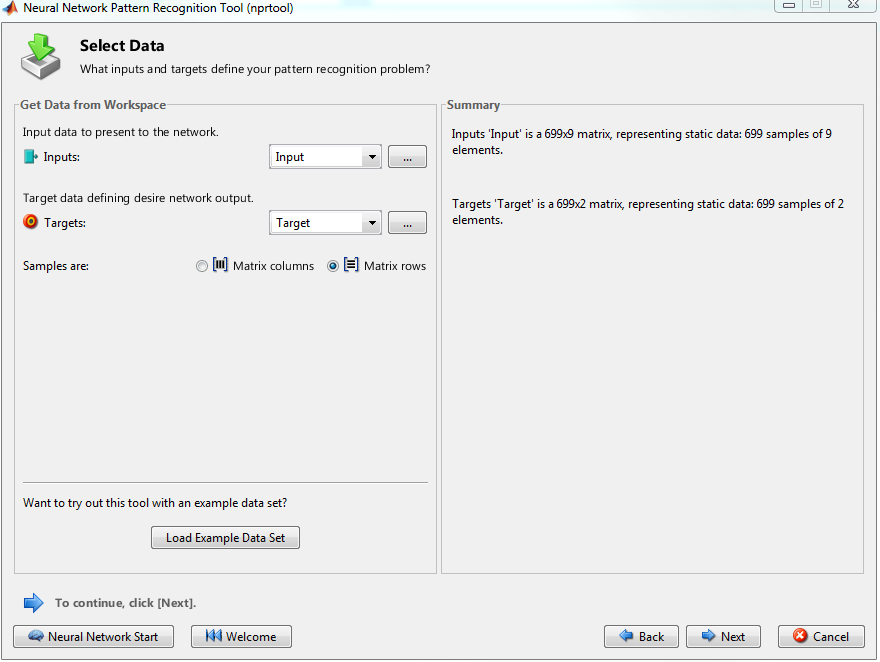 Neural Network Pattern Recognition Tool (nprtool)
Select Data
What inputs and targets define your pattern recognition problem?
Get Data from Workspace
Input data to present to the network.
Inputs:
Input
...
Target data defining desire network output.
Targets:
Target
...
Samples are:
Matrix columns
Matrix rows
Want to try out this tool with an example data set?
Load Example Data Set
Summary
Inputs 'Input' is a 699x9 matrix, representing static data: 699 samples of 9
elements.
Targets 'Target' is a 699x2 matrix, representing static data: 699 samples of 2
elements.
To continue, click [Next].
Neural Network Start
Welcome
Back
Next
Cancel